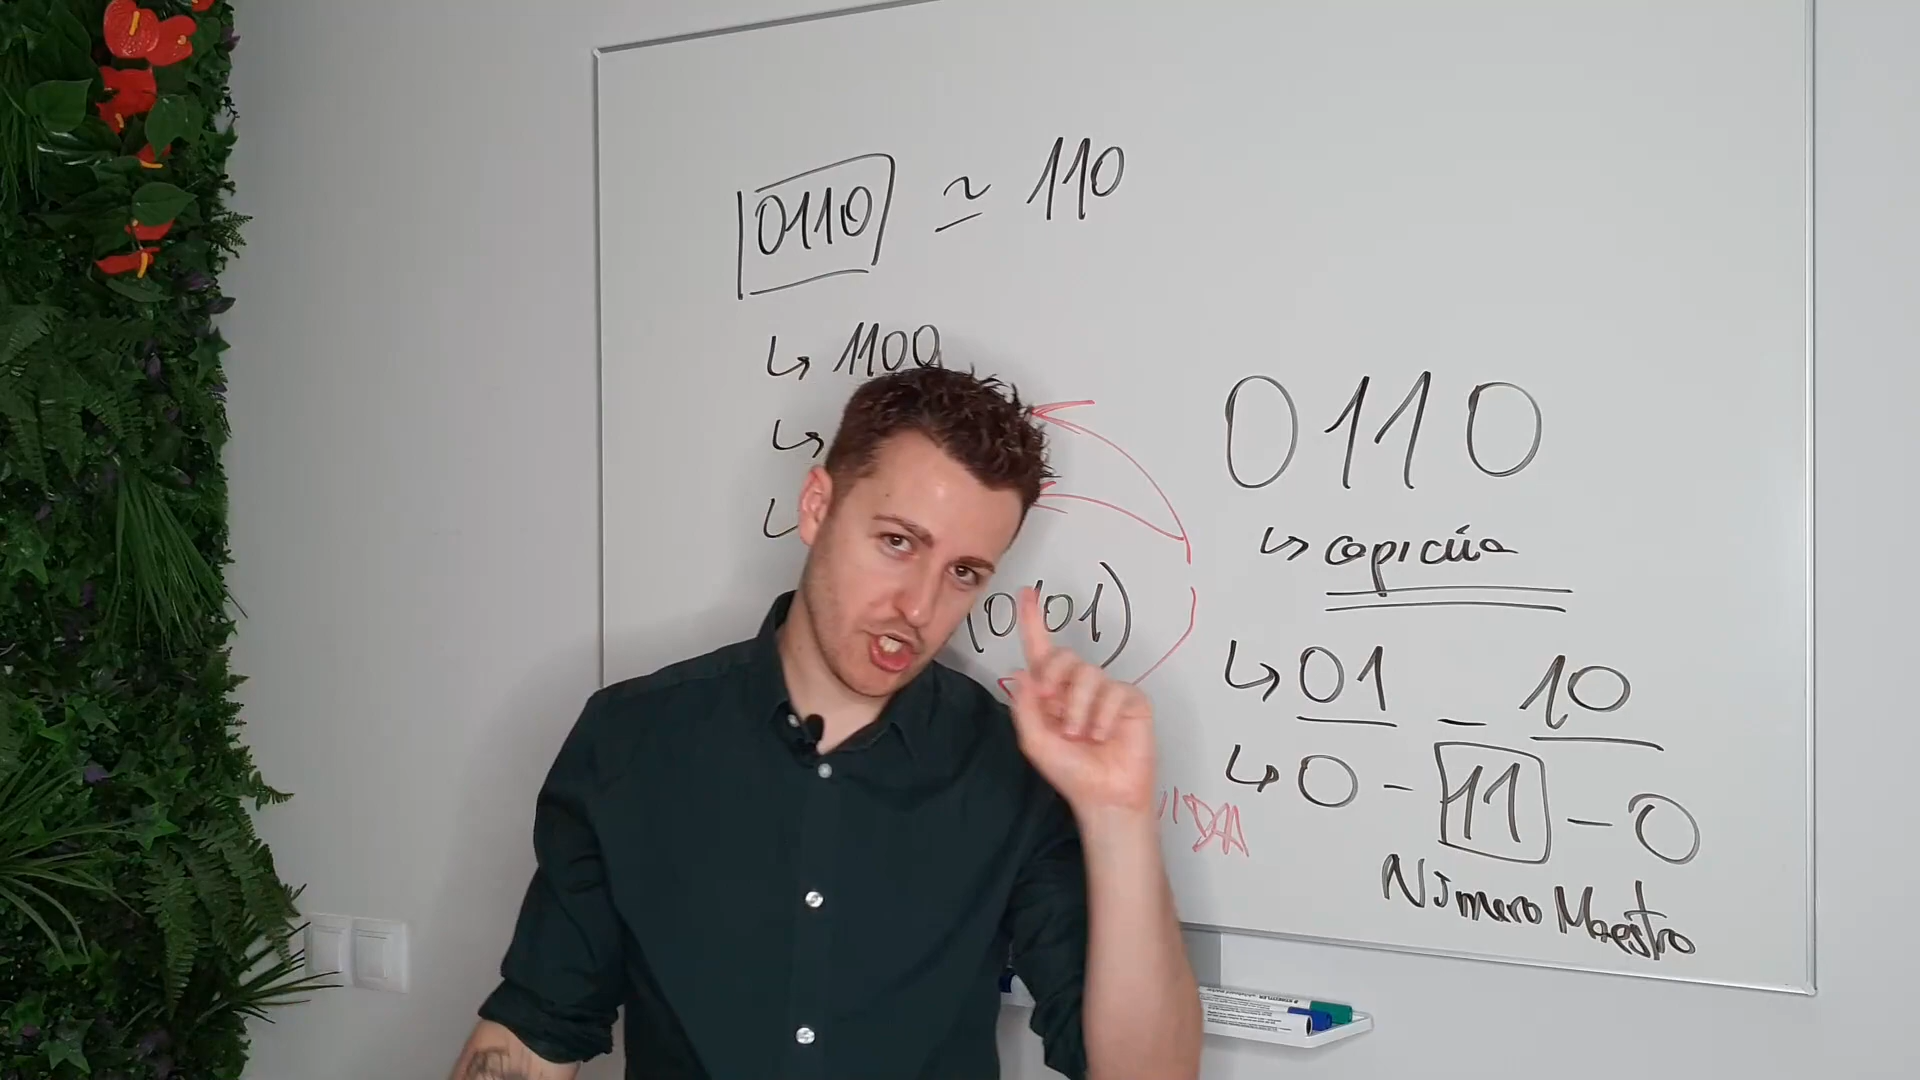 0110 ≃ 110
↳ 1100
↳
↳
(0101)
0110
↳ capicúa
↳ 01 - 10
↳ 0 - 11 - 0
Número Maestro